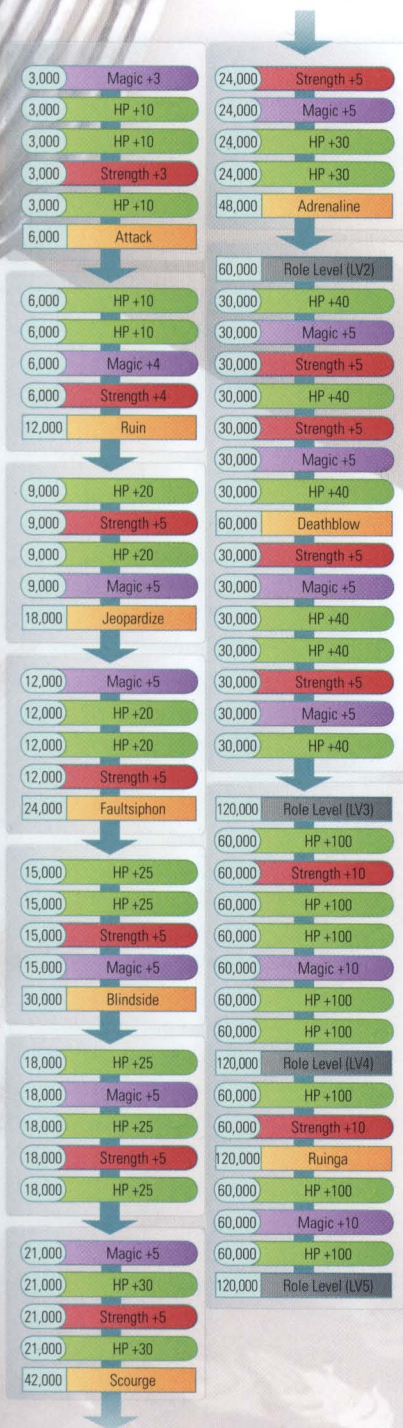 3,000 Magic +3
3,000 HP +10
3,000 HP +10
3,000 Strength +3
3,000 HP +10
6,000 Attack
6,000 HP +10
6,000 HP +10
6,000 Magic +4
6,000 Strength +4
12,000 Ruin
9,000 HP +20
9,000 Strength +5
9,000 HP +20
9,000 Magic +5
18,000 Jeopardize
12,000 Magic +5
12,000 HP +20
12,000 HP +20
12,000 Strength +5
24,000 Faultsiphon
15,000 HP +25
15,000 HP +25
15,000 Strength +5
15,000 Magic +5
30,000 Blindside
18,000 HP +25
18,000 Magic +5
18,000 HP +25
18,000 Strength +5
18,000 HP +25
21,000 Magic +5
21,000 HP +30
21,000 Strength +5
21,000 HP +30
42,000 Scourge
24,000 Strength +5
24,000 Magic +5
24,000 HP +30
24,000 HP +30
48,000 Adrenaline
60,000 Role Level (LV2)
30,000 HP +40
30,000 Magic +5
30,000 Strength +5
30,000 HP +40
30,000 Strength +5
30,000 Magic +5
30,000 HP +40
60,000 Deathblow
30,000 Strength +5
30,000 Magic +5
30,000 HP +40
30,000 HP +40
30,000 Strength +5
30,000 Magic +5
30,000 HP +40
120,000 Role Level (LV3)
60,000 HP +100
60,000 Strength +10
60,000 HP +100
60,000 HP +100
60,000 Magic +10
60,000 HP +100
60,000 HP +100
120,000 Role Level (LV4)
60,000 HP +100
60,000 Strength +10
120,000 Ruinga
60,000 HP +100
60,000 Magic +10
60,000 HP +100
120,000 Role Level (LV5)